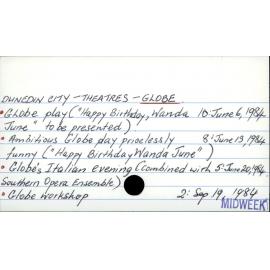 DUNEDIN CITY - THEATRES - GLOBE
• Globe play ("Happy Birthday, Wanda 10: June 6, 1984
June" to be presented)
• Ambitious Globe day pricelessly 8: June 13, 1984
funny ("Happy Birthday, Wanda June")
• Globe's Italian evening (combined with 5: June 20, 1984
Southern Opera Ensemble)
• Globe Workshop 2: Sep 19, 1984
MIDWEEK